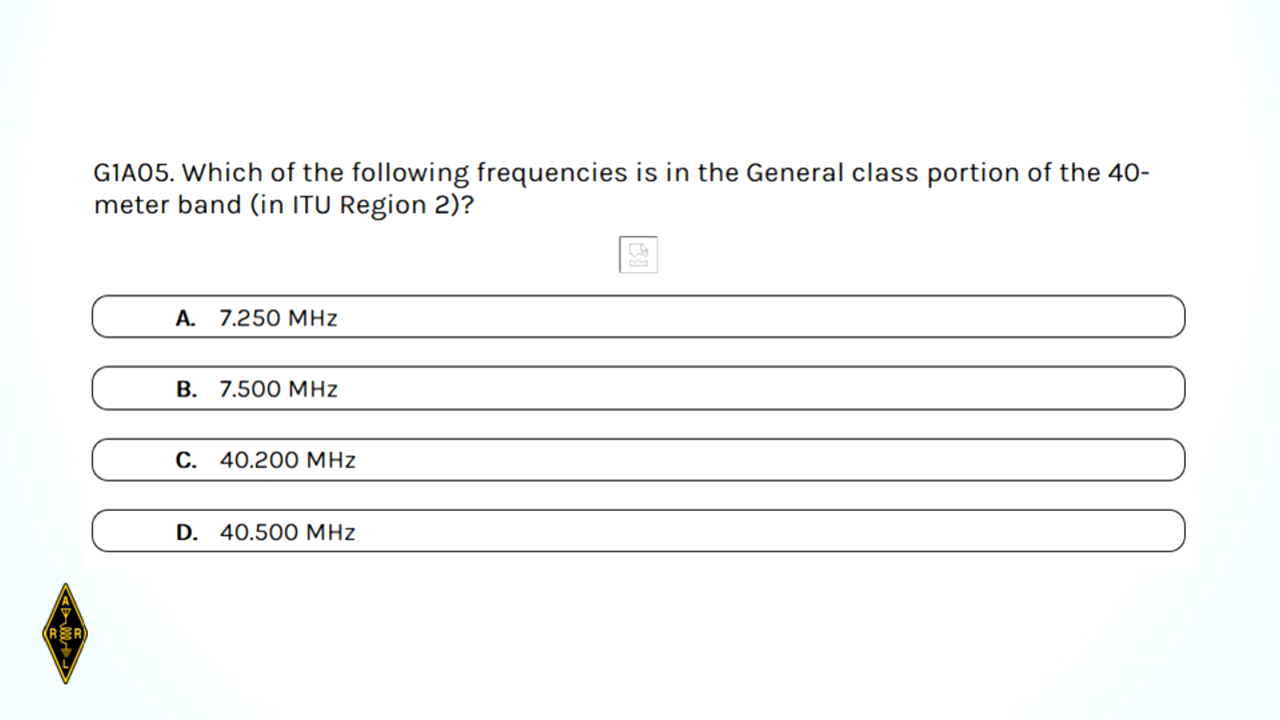 G1A05. Which of the following frequencies is in the General class portion of the 40-
meter band (in ITU Region 2)?
A. 7.250 MHz
B. 7.500 MHz
C. 40.200 MHz
D. 40.500 MHz
A
R R
L